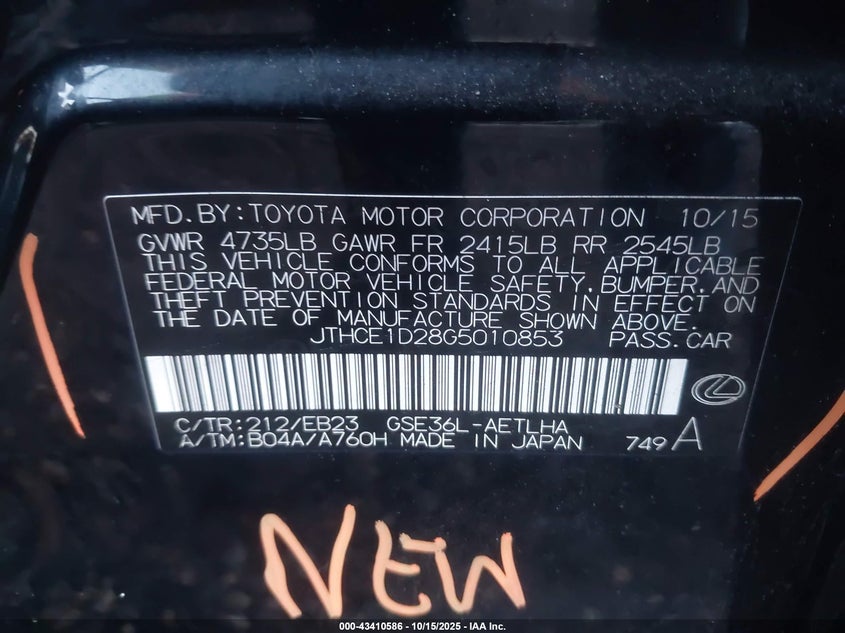 MFD.BY:TOYOTA MOTOR CORPORATION 10/15
GVWR 4735LB GAWR FR 2415LB RR 2545LB
THIS VEHICLE CONFORMS TO ALL APPLICABLE
FEDERAL MOTOR VEHICLE SAFETY,BUMPER,AND
THEFT PREVENTION STANDARDS IN EFFECT ON
THE DATE OF MANUFACTURE SHOWN ABOVE.
JTHCE1D28G5010853 PASS.CAR
C/TR:212/EB23 GSE36L-AETLHA
A/TM:B04A/A760H MADE IN JAPAN 749 A
NEW
000-43410586 - 10/15/2025 - IAA Inc.